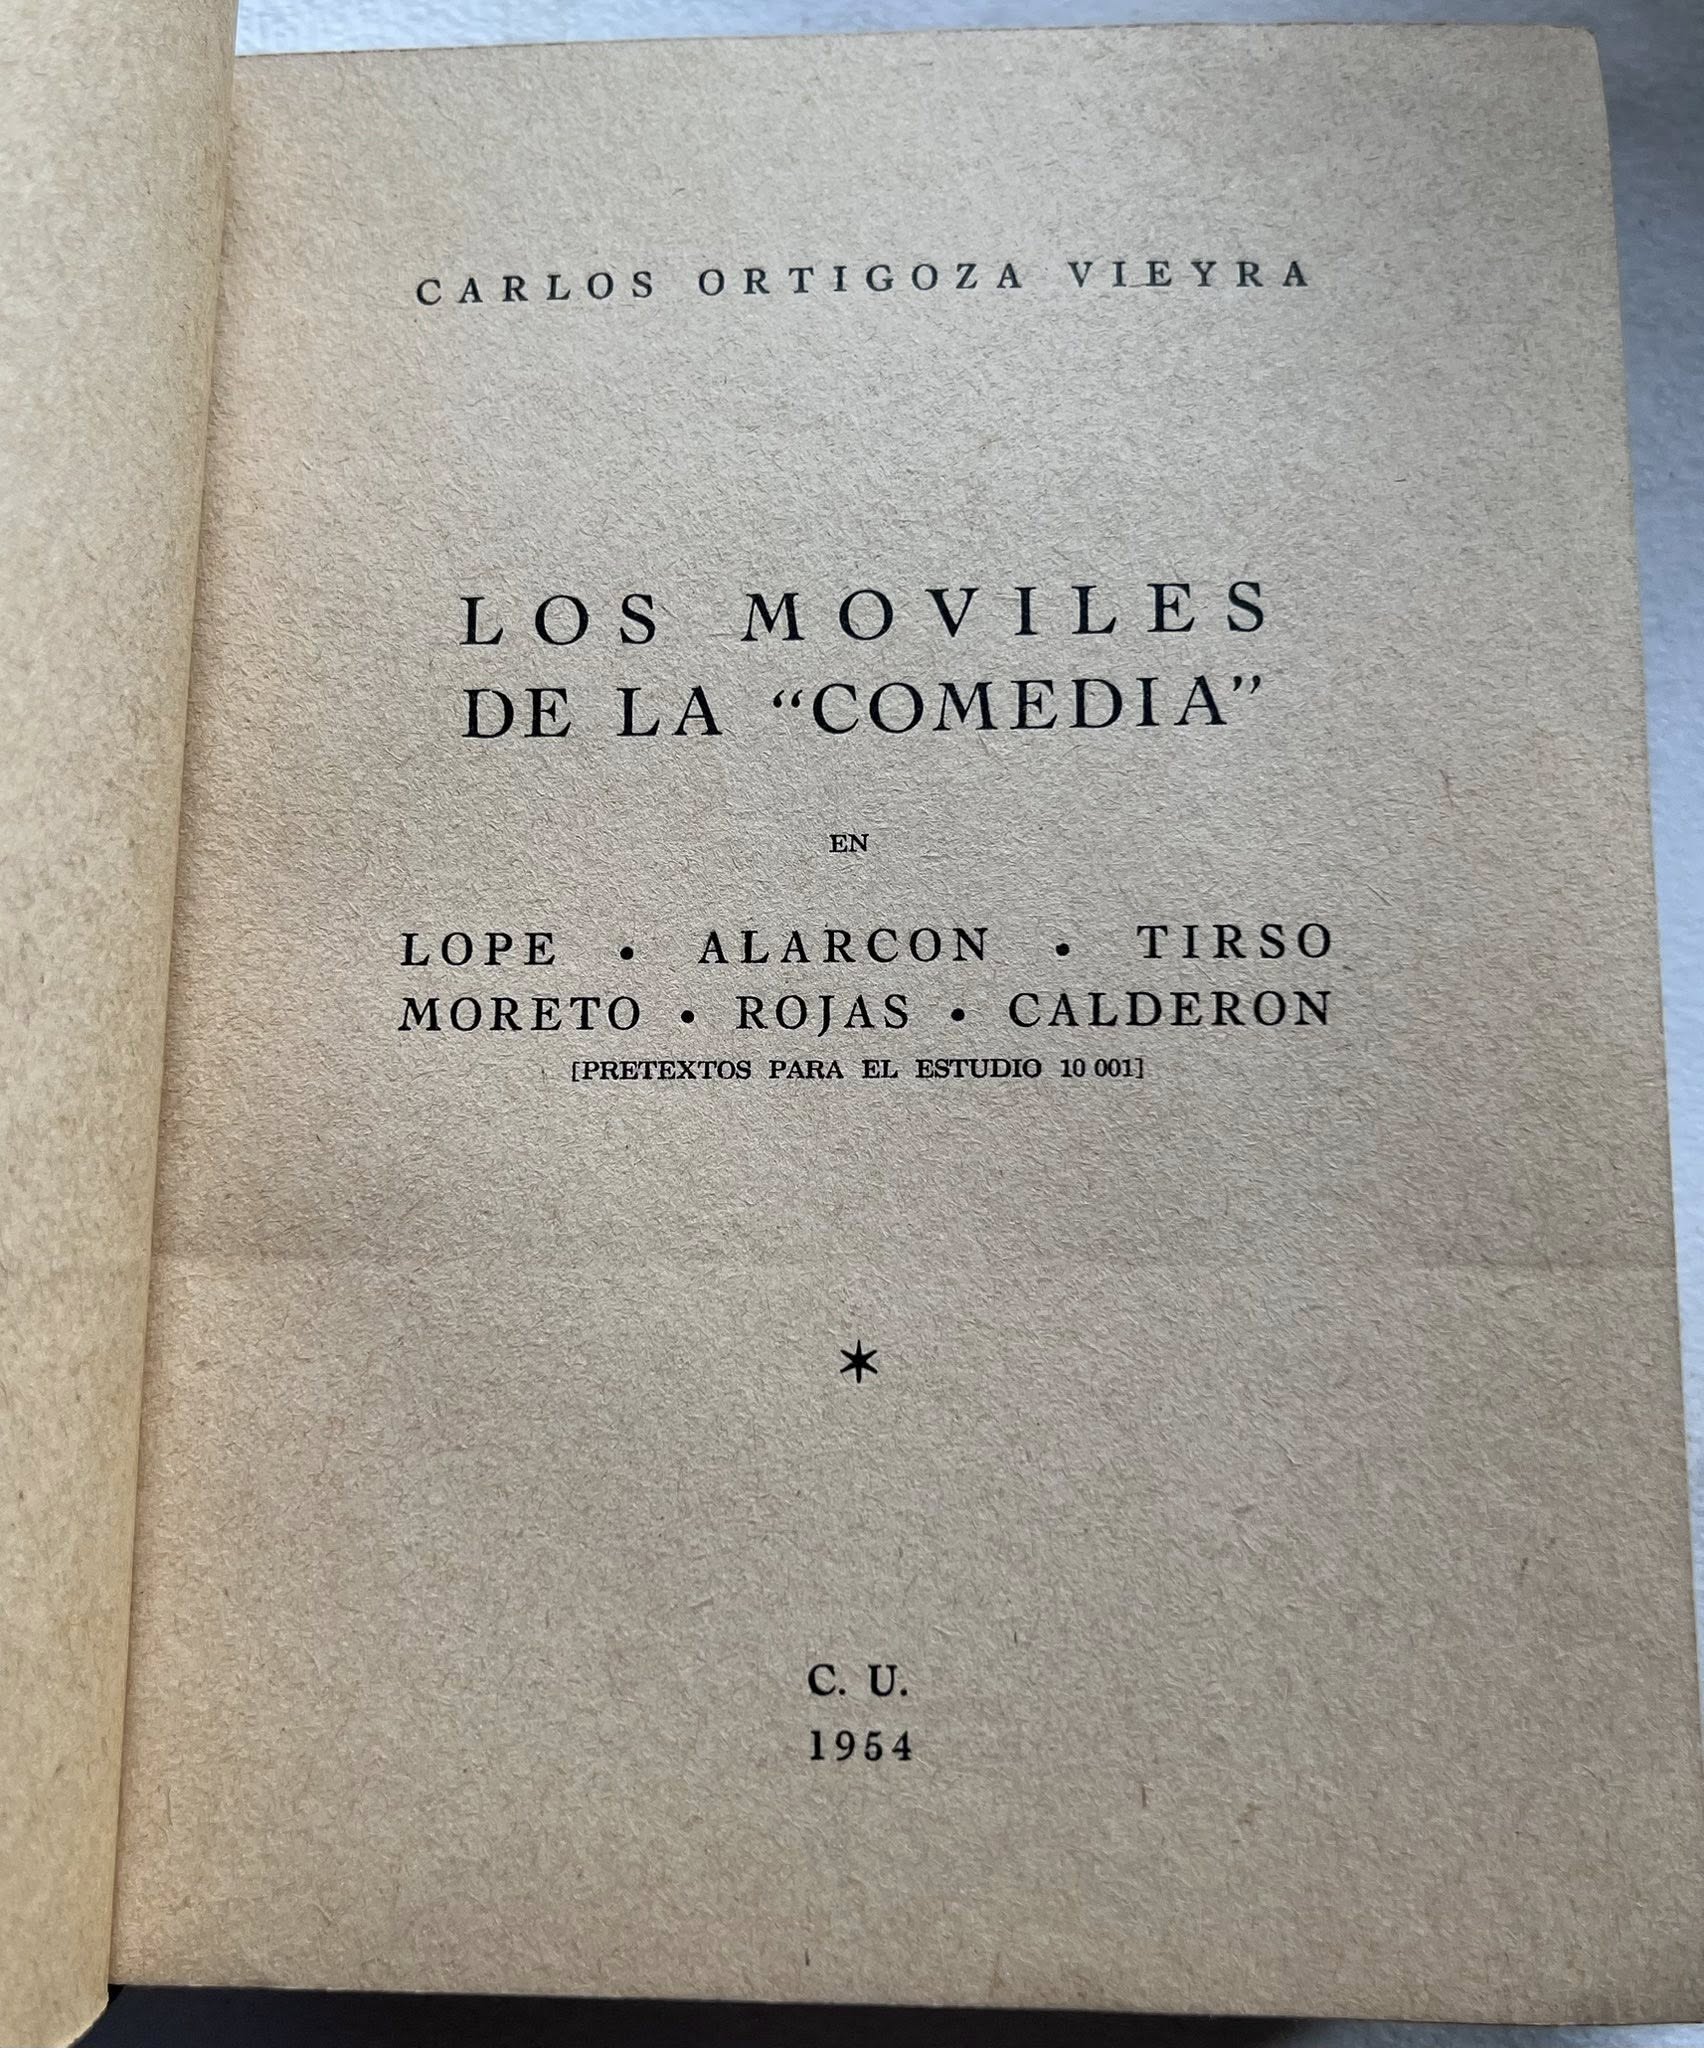 CARLOS ORTIGOZA VIEYRA
LOS MOVILES
DE LA “COMEDIA”
EN
LOPE • ALARCON • TIRSO
MORETO • ROJAS • CALDERON
[PRETEXTOS PARA EL ESTUDIO 10 001]
*
C. U.
1954